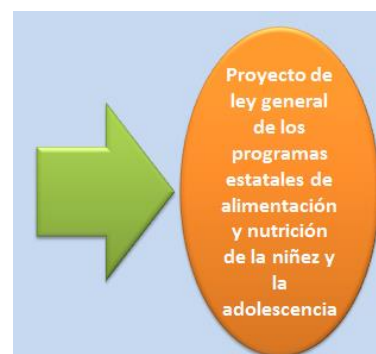 Proyecto de
ley general
de los
programas
estatales de
alimentación
y nutrición
de la niñez y
la
adolescencia